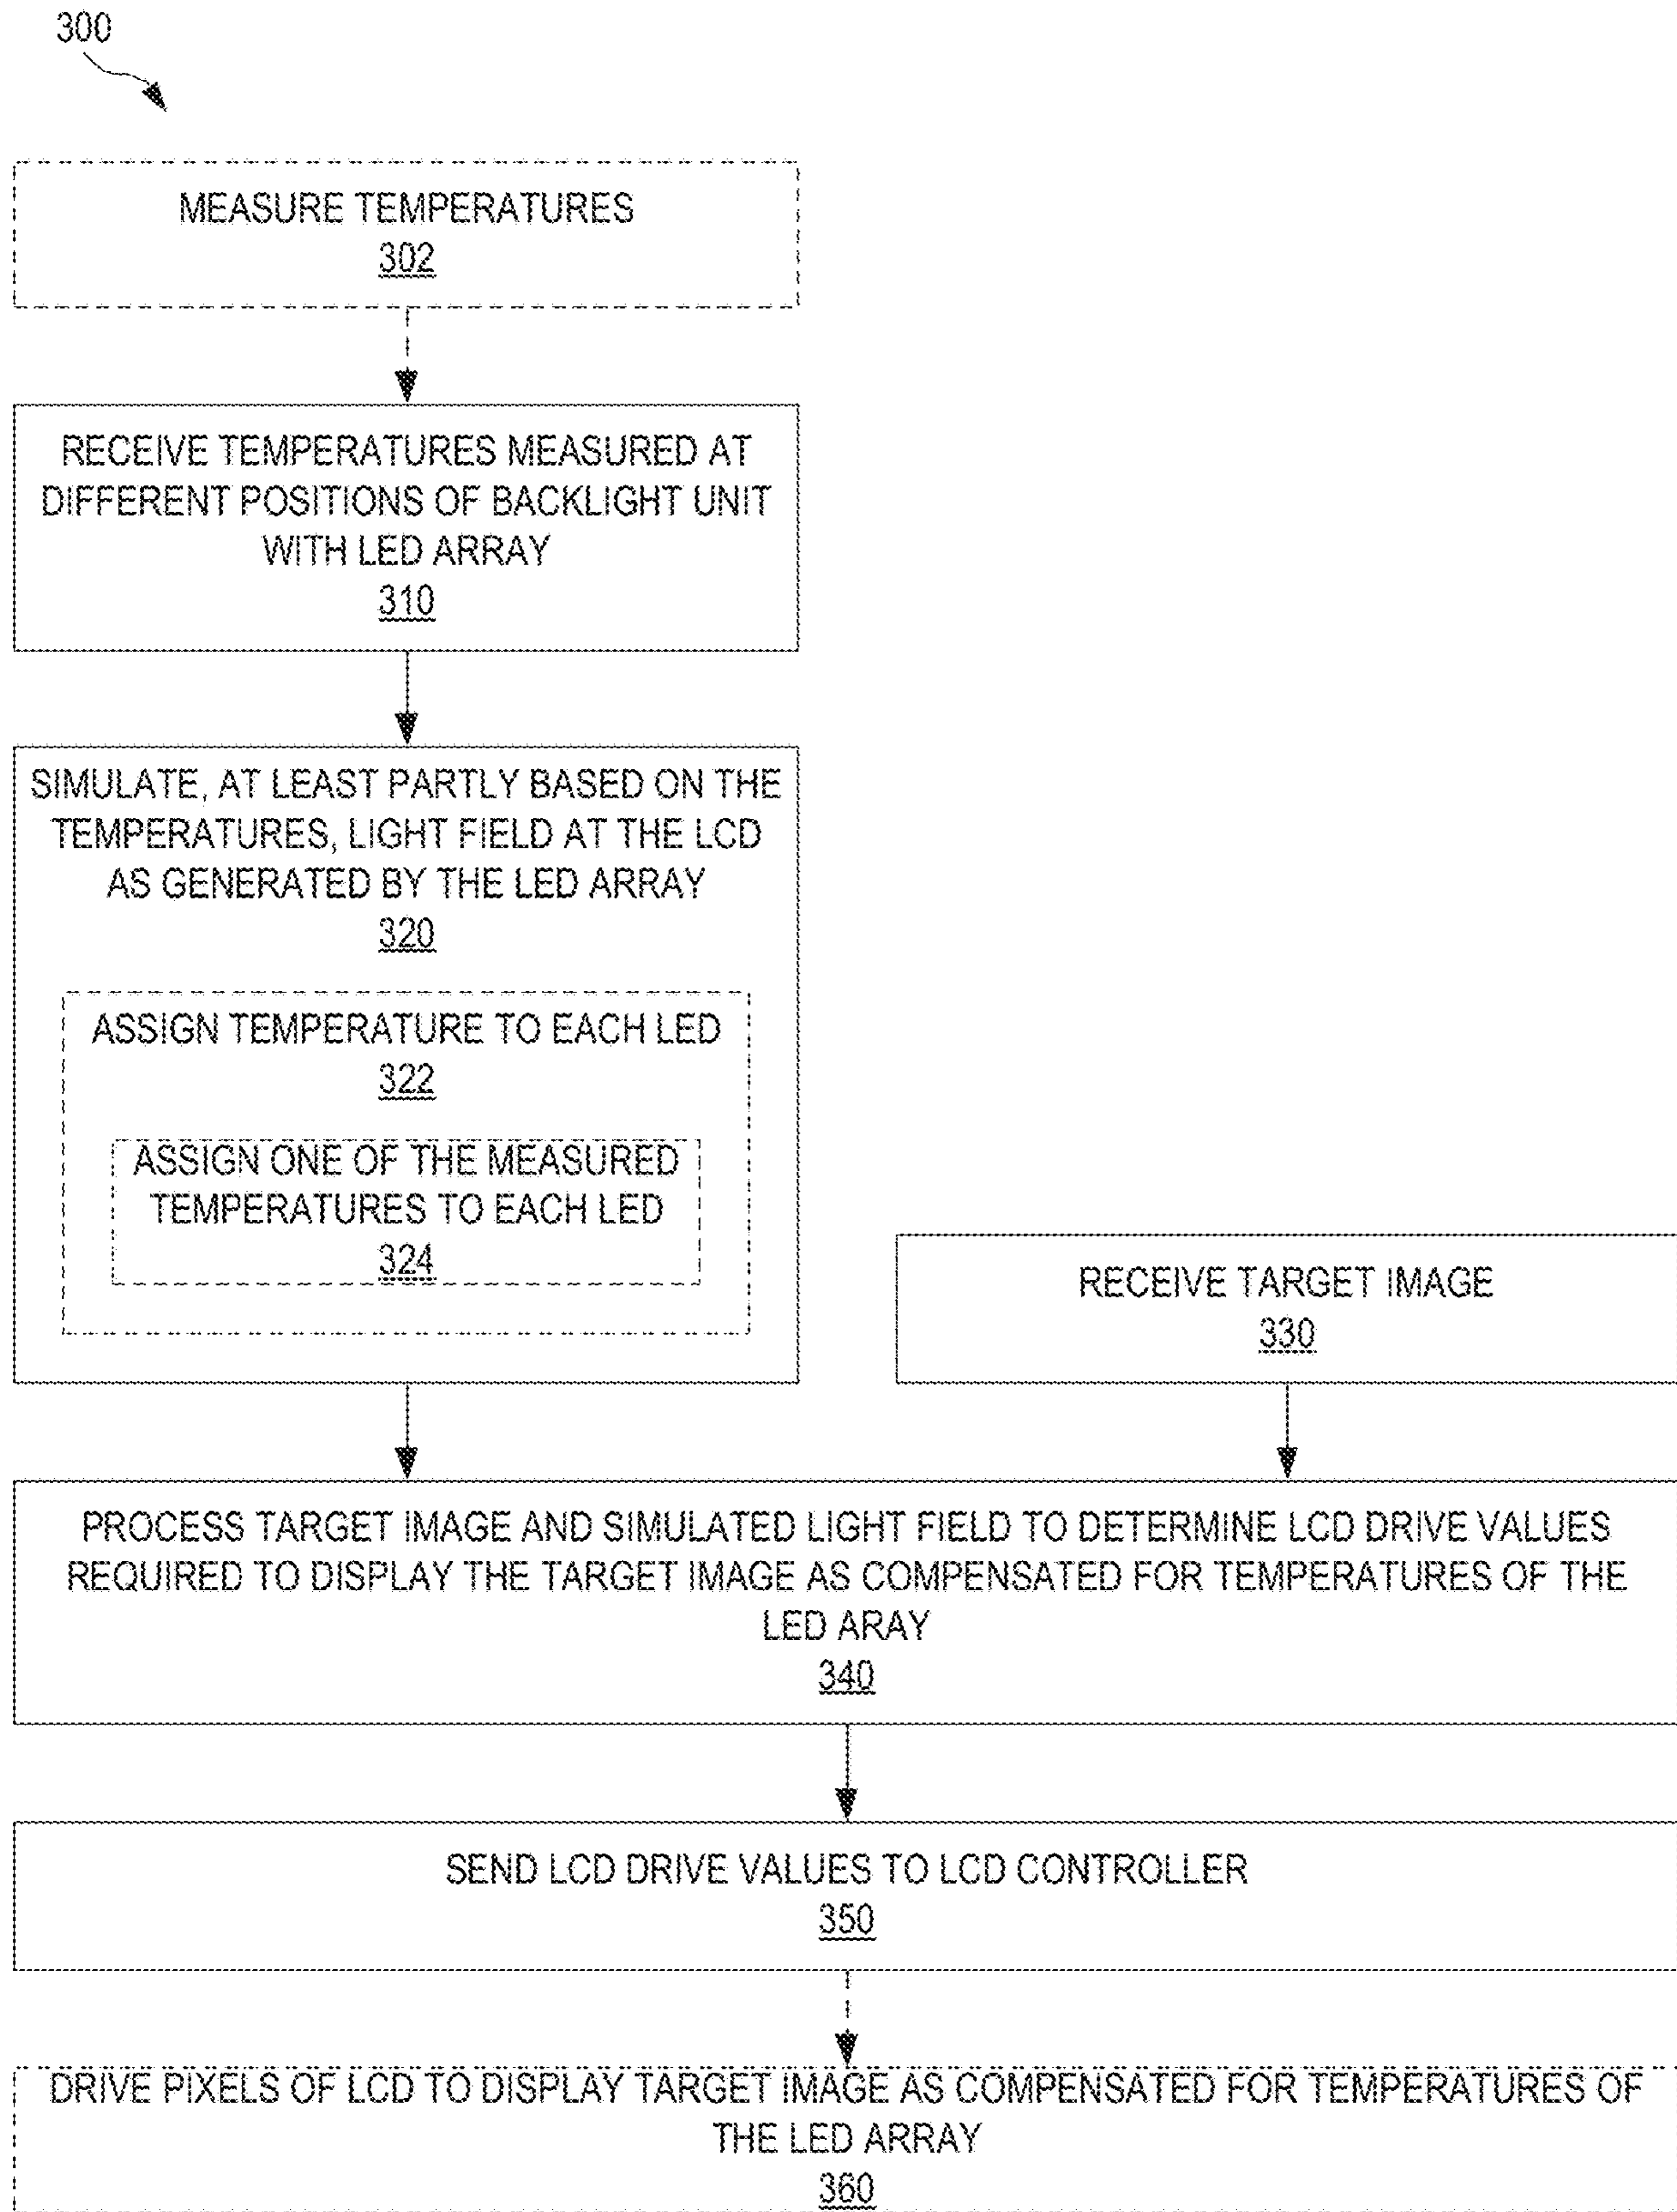 300
MEASURE TEMPERATURES
302
RECEIVE TEMPERATURES MEASURED AT
DIFFERENT POSITIONS OF BACKLIGHT UNIT
WITH LED ARRAY
310
SIMULATE, AT LEAST PARTLY BASED ON THE
TEMPERATURES, LIGHT FIELD AT THE LCD
AS GENERATED BY THE LED ARRAY
320
ASSIGN TEMPERATURE TO EACH LED
322
ASSIGN ONE OF THE MEASURED
TEMPERATURES TO EACH LED
324
RECEIVE TARGET IMAGE
330
PROCESS TARGET IMAGE AND SIMULATED LIGHT FIELD TO DETERMINE LCD DRIVE VALUES
REQUIRED TO DISPLAY THE TARGET IMAGE AS COMPENSATED FOR TEMPERATURES OF THE
LED ARAY
340
SEND LCD DRIVE VALUES TO LCD CONTROLLER
350
DRIVE PIXELS OF LCD TO DISPLAY TARGET IMAGE AS COMPENSATED FOR TEMPERATURES OF
THE LED ARRAY
360